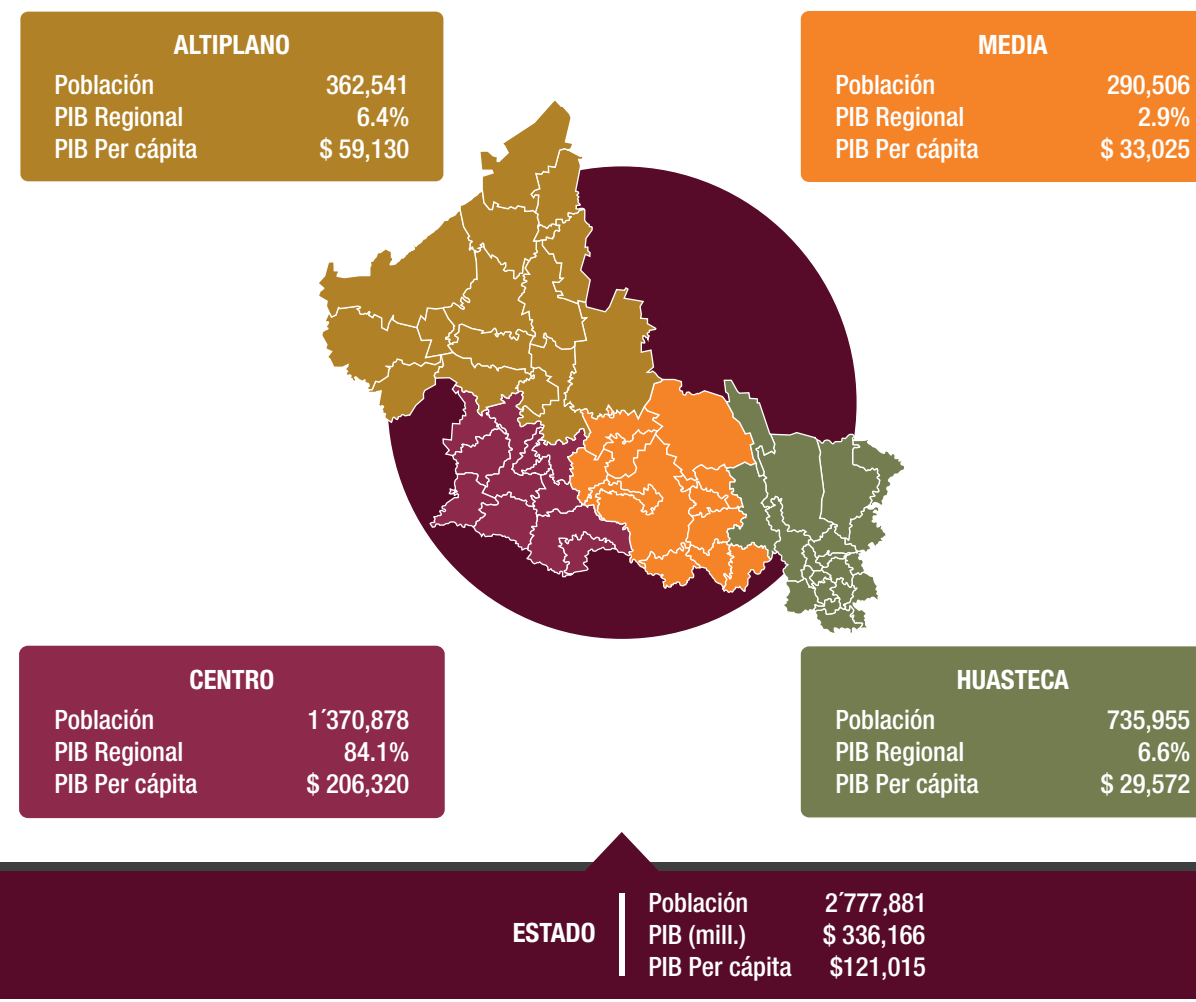 ALTIPLANO
Población 362,541
PIB Regional 6.4%
PIB Per cápita $ 59,130
MEDIA
Población 290,506
PIB Regional 2.9%
PIB Per cápita $ 33,025
CENTRO
Población 1´370,878
PIB Regional 84.1%
PIB Per cápita $ 206,320
HUASTECA
Población 735,955
PIB Regional 6.6%
PIB Per cápita $ 29,572
ESTADO
Población 2´777,881
PIB (mill.) $ 336,166
PIB Per cápita $121,015